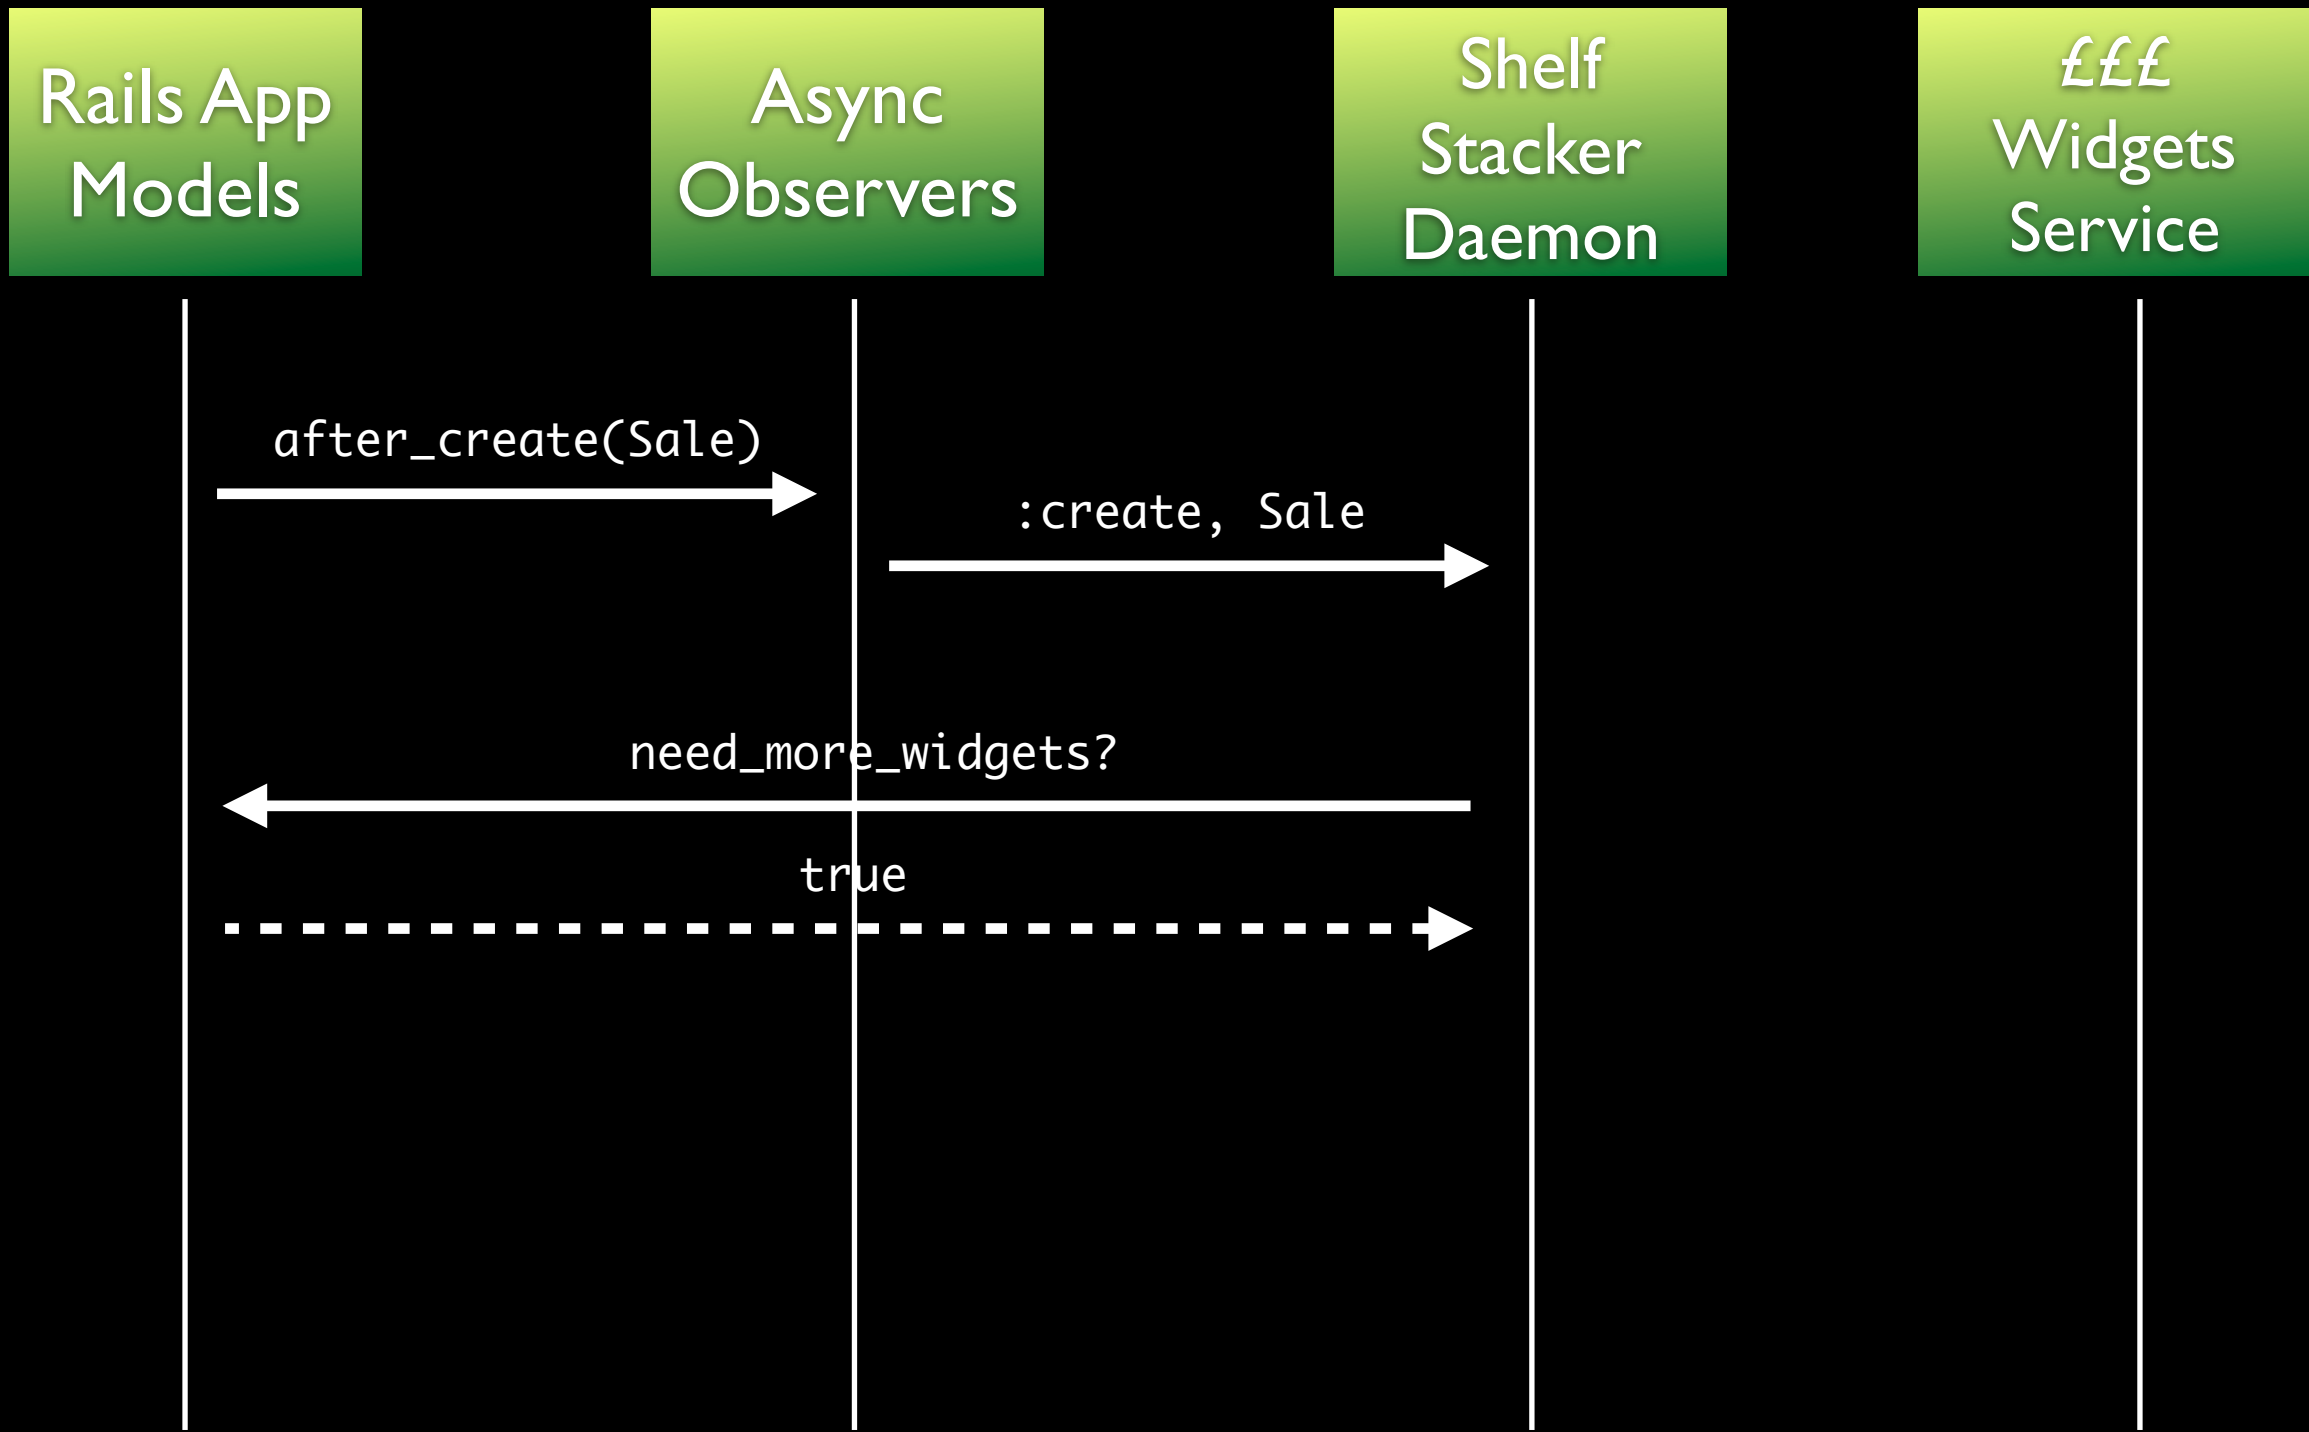 Rails App
Models
Async
Observers
Shelf
Stacker
Daemon
£££
Widgets
Service
after_create(Sale)
:create, Sale
need_more_widgets?
true